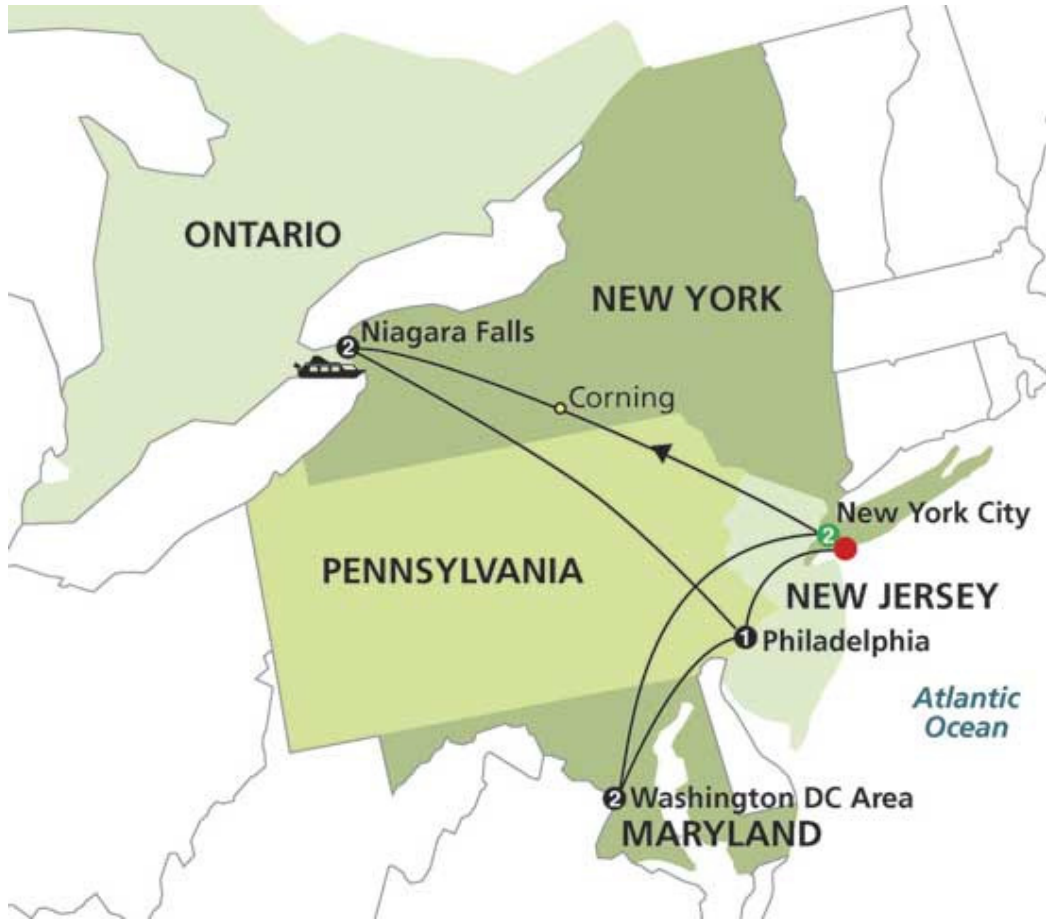 ONTARIO
NEW YORK
2
Niagara Falls
Corning
New York City
2
PENNSYLVANIA
NEW JERSEY
1
Philadelphia
Atlantic
Ocean
2
Washington DC Area
MARYLAND